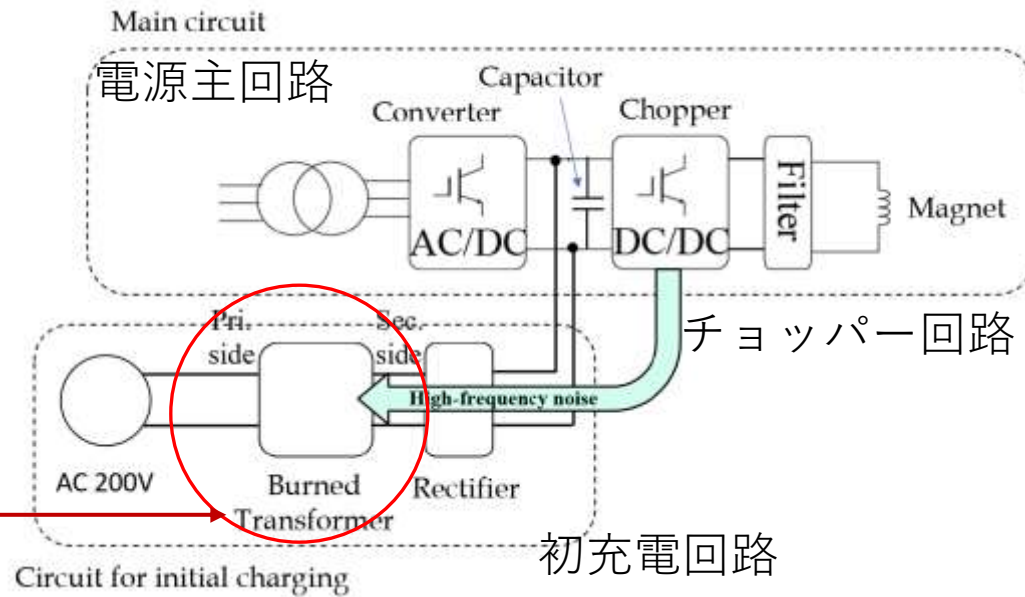 Main circuit
電源主回路
Capacitor
Converter
Chopper
AC/DC
DC/DC
Filter
Magnet
チョッパー回路
Pri.
side
Sec.
side
High-frequency noise
AC 200V
Burned
Transformer
Rectifier
初充電回路
Circuit for initial charging